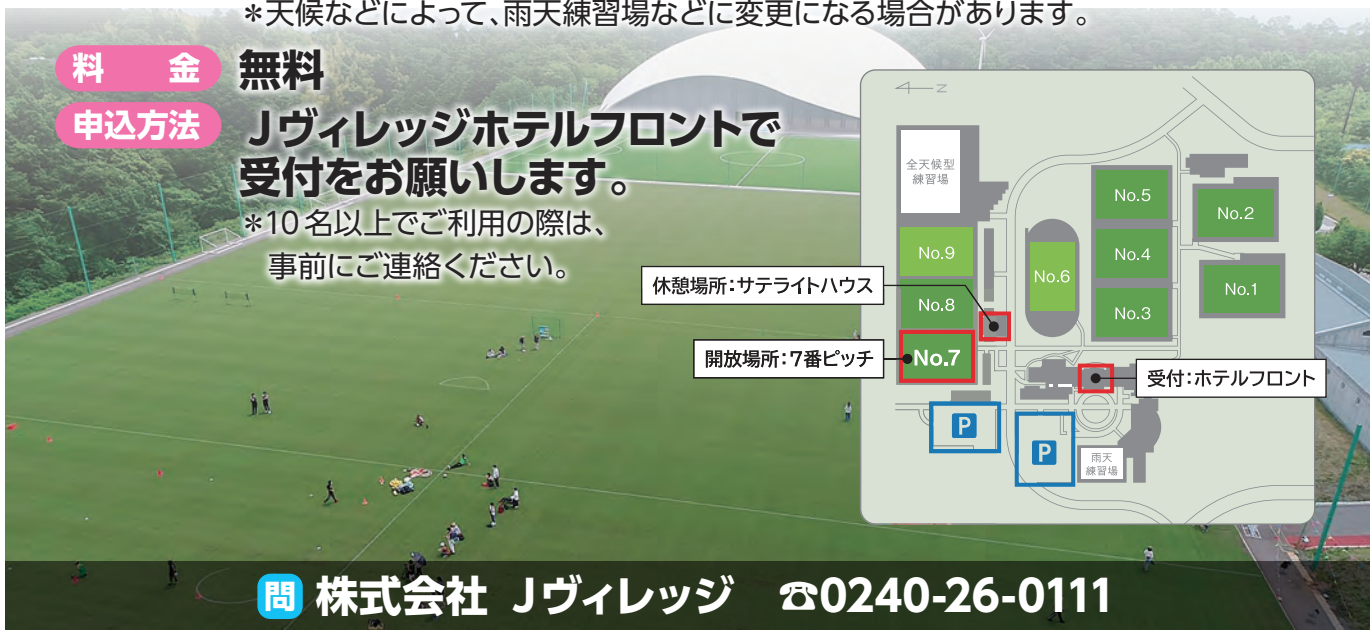 *天候などによって、雨天練習場などに変更になる場合があります。
料 金 無料
申込方法 Jヴィレッジホテルフロントで
受付をお願いします。
*10名以上でご利用の際は、
事前にご連絡ください。
Z
全天候型
練習場
No.5
No.2
No.9
No.6
No.4
No.1
休憩場所:サテライトハウス
No.8
No.3
開放場所:7番ピッチ
No.7
受付:ホテルフロント
P
P
雨天
練習場
問 株式会社 Jヴィレッジ ☎0240-26-0111